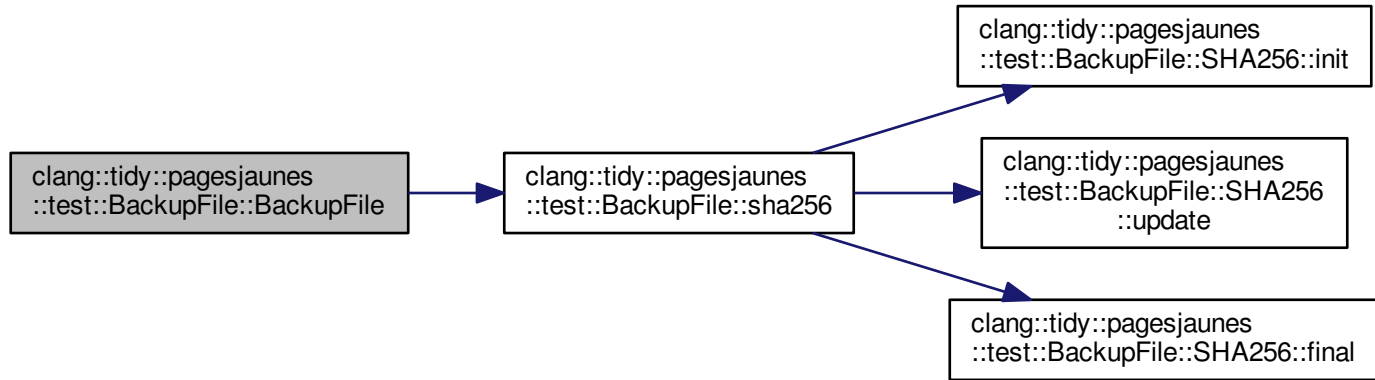 clang::tidy::pagesjaunes
::test::BackupFile::BackupFile
clang::tidy::pagesjaunes
::test::BackupFile::sha256
clang::tidy::pagesjaunes
::test::BackupFile::SHA256::init
clang::tidy::pagesjaunes
::test::BackupFile::SHA256
::update
clang::tidy::pagesjaunes
::test::BackupFile::SHA256::final